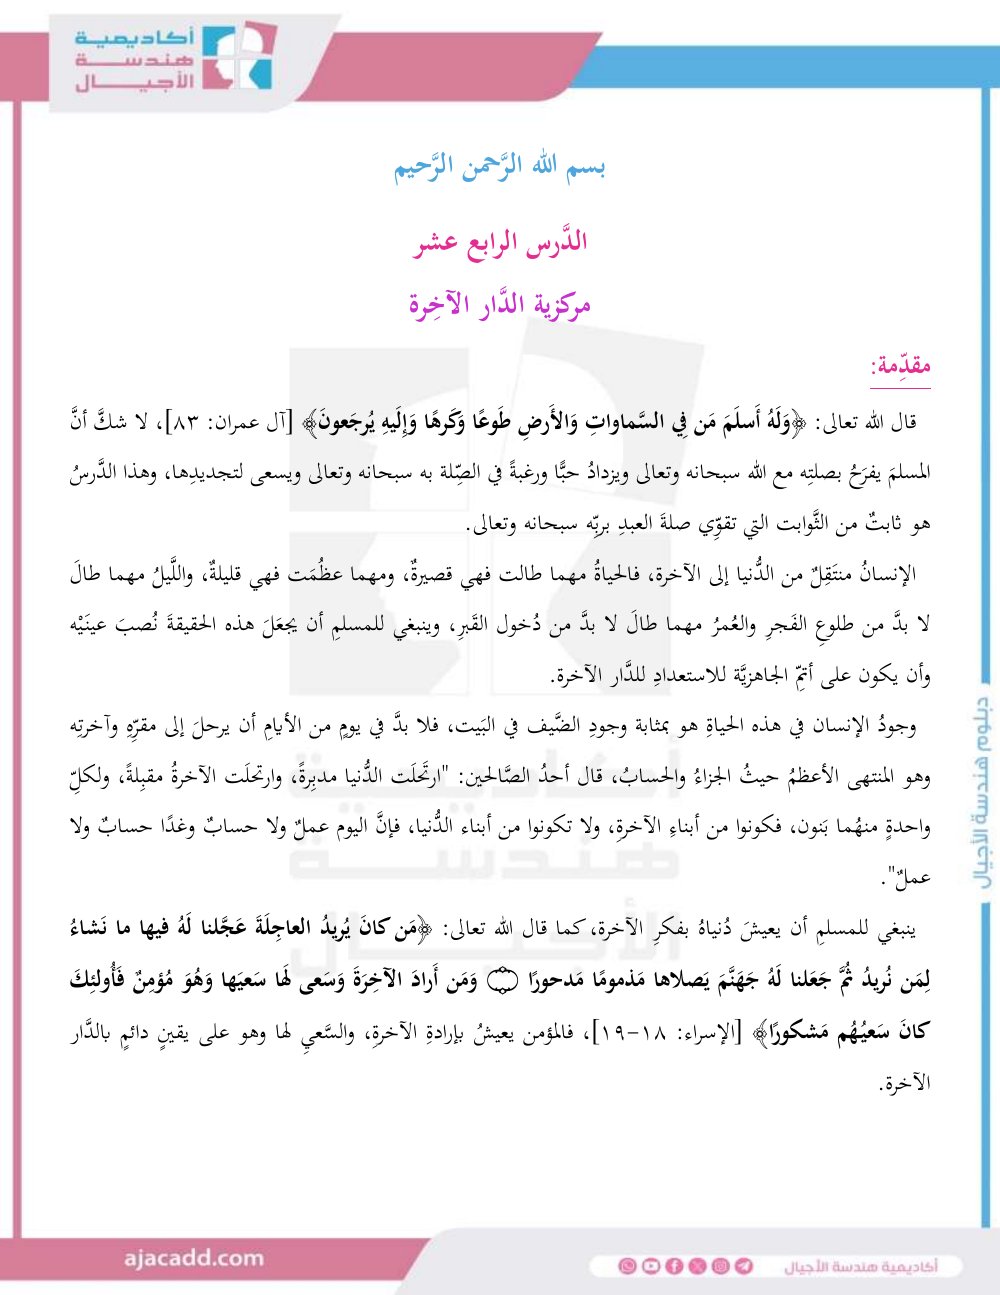 أكاديمية
هندسة
الأجيال
بسم الله الرَّحمن الرَّحيم
الدَّرس الرابع عشر
مركزية الدَّار الآخِرة
مقدِّمة:
قال الله تعالى: ﴿وَلَهُ أَسلَمَ مَن فِي السَّماواتِ وَالأَرضِ طَوعًا وَكَرهًا وَإِلَيهِ يُرجَعونَ﴾ [آل عمران: ٨٣]، لا شكَّ أنَّ
المسلمَ يفرَحُ بصلتِه مع الله سبحانه وتعالى ويزدادُ حبًّا ورغبةً في الصِّلة به سبحانه وتعالى ويسعى لتجديدِها، وهذا الدَّرسُ
هو ثابتٌ من الثَّوابت التي تقوِّي صلةَ العبدِ بربِّه سبحانه وتعالى.
الإنسانُ منتَقِلٌ من الدُّنيا إلى الآخرة، فالحياةُ مهما طالت فهي قصيرةٌ، ومهما عظُمَت فهي قليلةٌ، واللَّيلُ مهما طالَ
لا بدَّ من طلوعِ الفَجرِ والعُمرُ مهما طالَ لا بدَّ من دُخول القَبرِ، وينبغي للمسلمِ أن يجعَلَ هذه الحقيقةَ نُصبَ عينَيْه
وأن يكون على أتمِّ الجاهزيَّة للاستعدادِ للدَّار الآخرة.
وجودُ الإنسان في هذه الحياةِ هو بمثابة وجودِ الضَّيف في البَيت، فلا بدَّ في يومٍ من الأيامِ أن يرحلَ إلى مقرِّهِ وآخرتِه
وهو المنتهى الأعظمُ حيثُ الجزاءُ والحسابُ، قال أحدُ الصَّالحين: "ارتَحلَت الدُّنيا مدبِرةً، وارتحلَت الآخرةُ مقبِلةً، ولكلِّ
واحدةٍ منهُما بَنون، فكونوا من أبناءِ الآخرةِ، ولا تكونوا من أبناء الدُّنيا، فإنَّ اليوم عملٌ ولا حسابٌ وغدًا حسابٌ ولا
عملٌ".
ينبغي للمسلمِ أن يعيشَ دُنياهُ بفكرِ الآخرة، كما قال الله تعالى: ﴿مَن كانَ يُريدُ العاجِلَةَ عَجَّلنا لَهُ فيها ما نَشاءُ
لِمَن نُريدُ ثُمَّ جَعَلنا لَهُ جَهَنَّمَ يَصلاها مَذمومًا مَدحورًا ۝ وَمَن أَرادَ الآخِرَةَ وَسَعى لَها سَعيَها وَهُوَ مُؤمِنٌ فَأُولئِكَ
كانَ سَعيُهُم مَشكورًا﴾ [الإسراء: ١٨-١٩]، فالمؤمن يعيشُ بإرادةِ الآخرةِ، والسَّعيِ لها وهو على يقينٍ دائمٍ بالدَّار
الآخرة.
دبلوم هندسة الأجيال
ajacadd.com
أكاديمية هندسة الأجيال